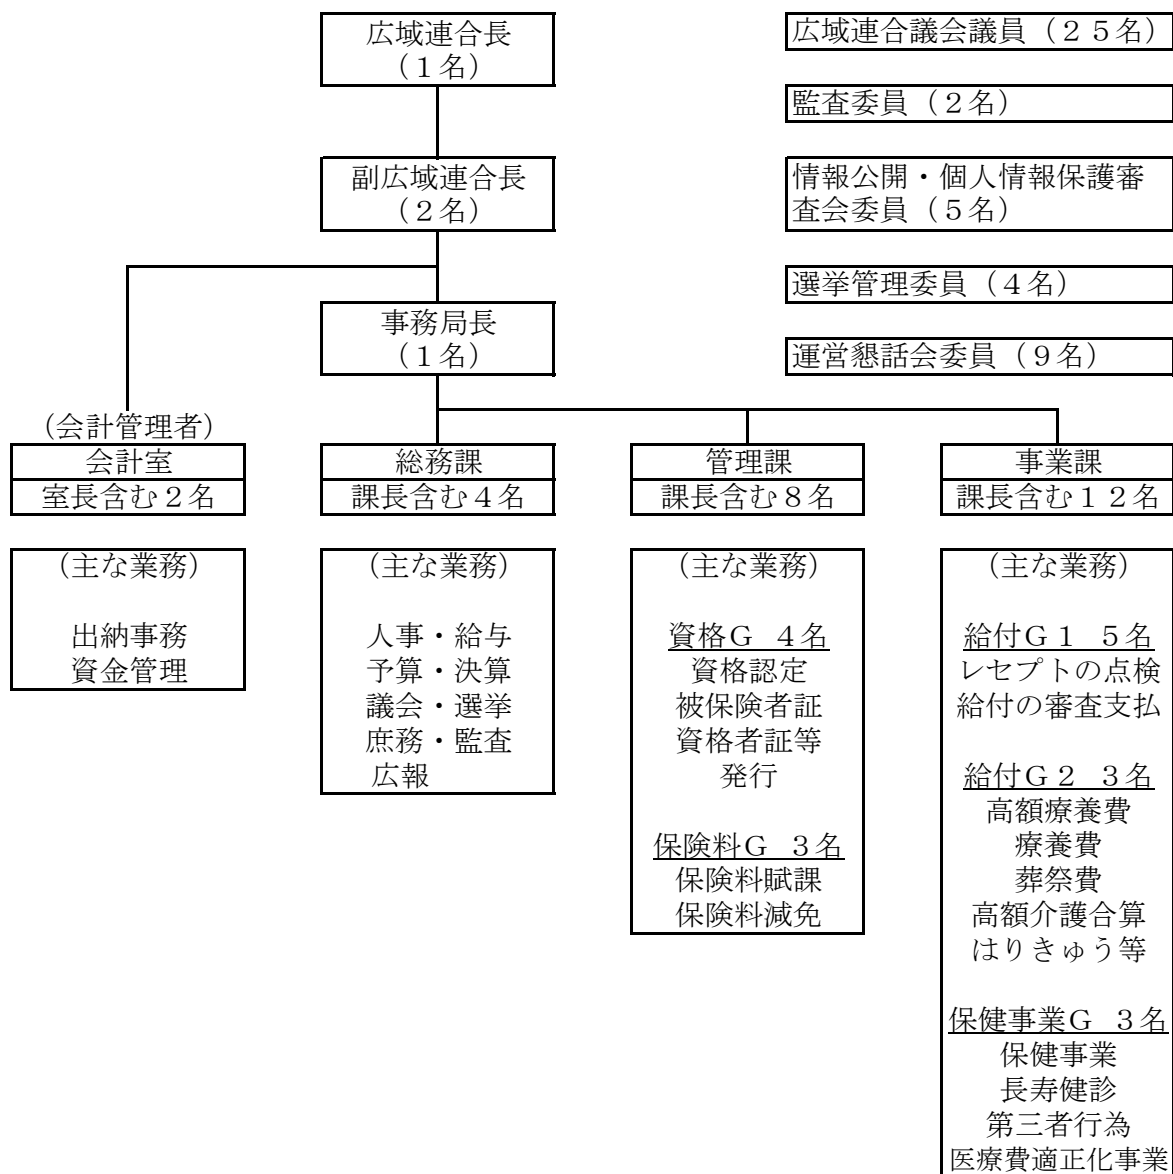 広域連合長
（１名）
広域連合議会議員（２５名）
監査委員（２名）
副広域連合長
（２名）
情報公開・個人情報保護審
査会委員（５名）
選挙管理委員（４名）
事務局長
（１名）
運営懇話会委員（９名）
（会計管理者）
会計室
室長含む２名
総務課
課長含む４名
管理課
課長含む８名
事業課
課長含む１２名
（主な業務）
出納事務
資金管理
（主な業務）
人事・給与
予算・決算
議会・選挙
庶務・監査
広報
（主な業務）
資格Ｇ ４名
資格認定
被保険者証
資格者証等
発行
保険料Ｇ ３名
保険料賦課
保険料減免
（主な業務）
給付Ｇ１ ５名
レセプトの点検
給付の審査支払
給付Ｇ２ ３名
高額療養費
療養費
葬祭費
高額介護合算
はりきゅう等
保健事業Ｇ ３名
保健事業
長寿健診
第三者行為
医療費適正化事業